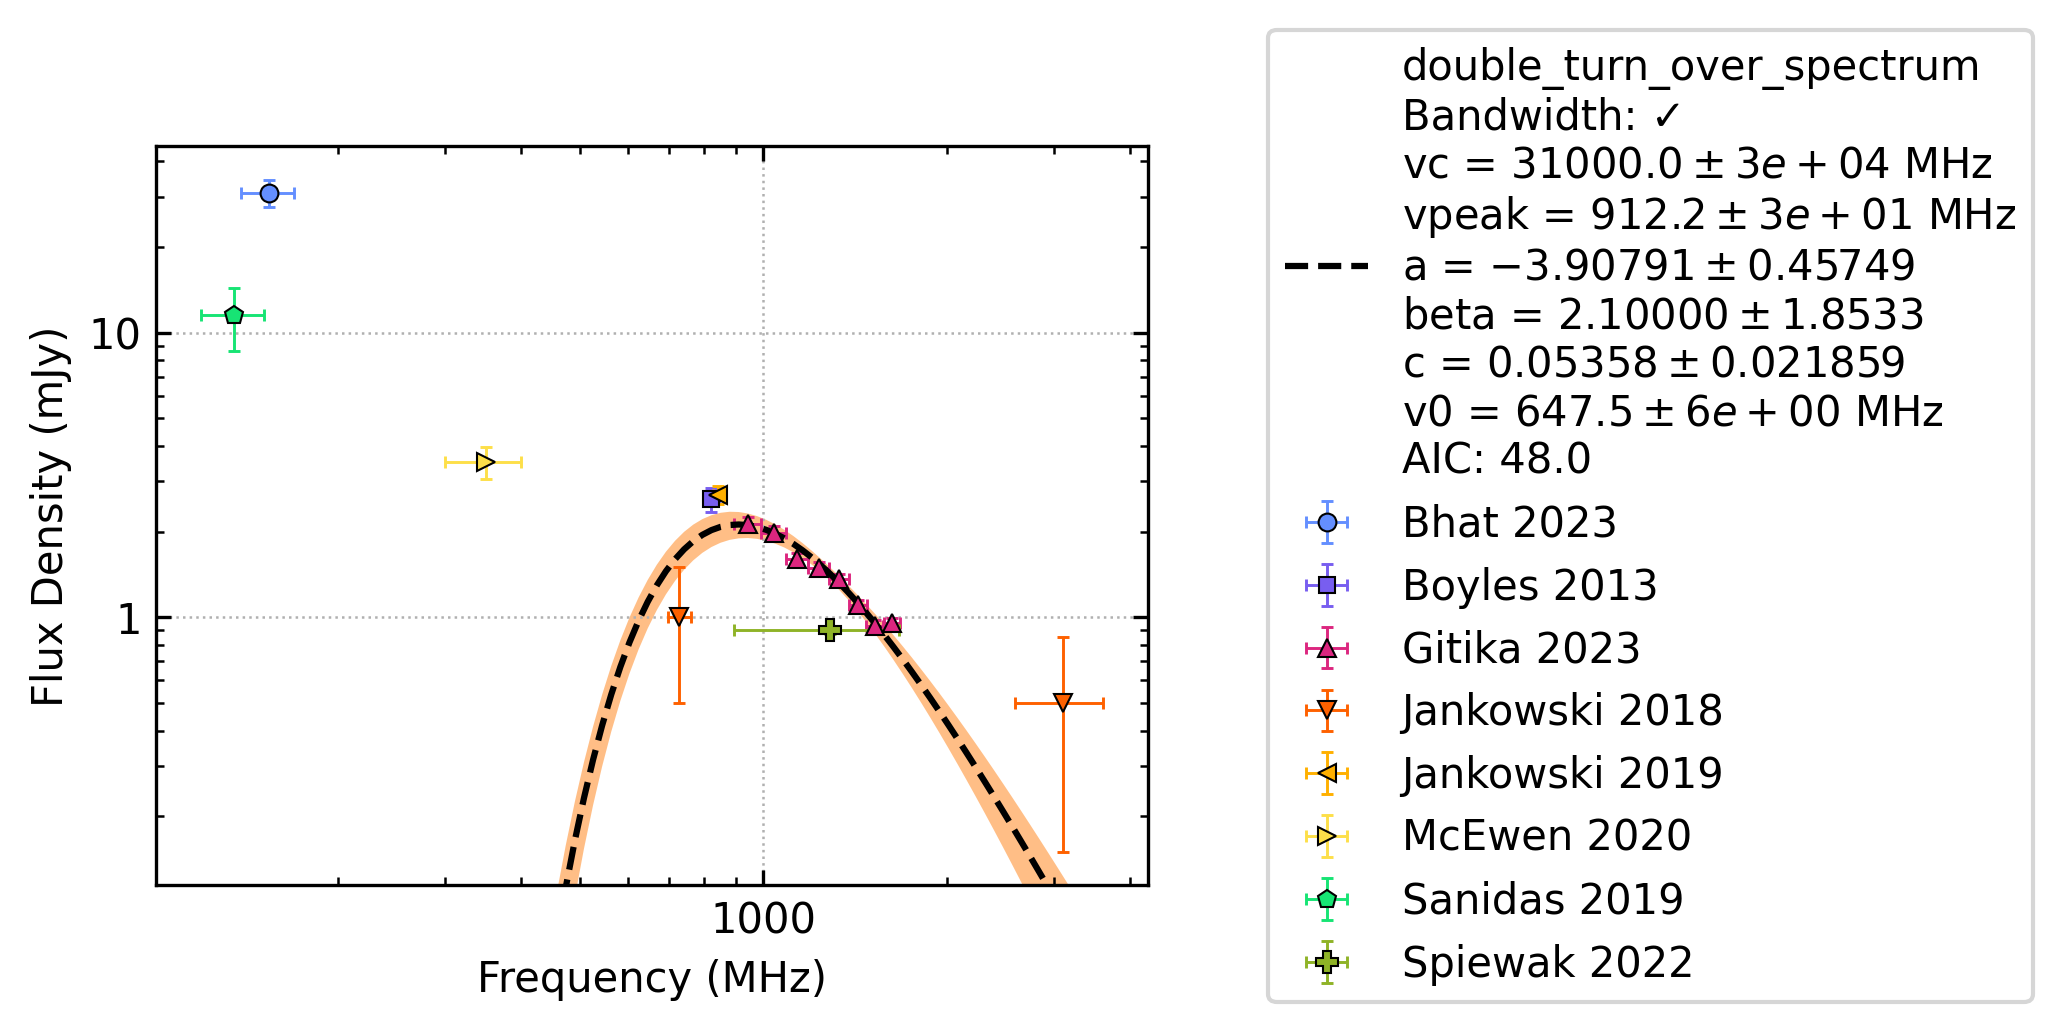 double_turn_over_spectrum
Bandwidth: ✓
vc = 31000.0 ± 3e + 04 MHz
vpeak = 912.2 ± 3e + 01 MHz
a = −3.90791 ± 0.45749
beta = 2.10000 ± 1.8533
c = 0.05358 ± 0.021859
v0 = 647.5 ± 6e + 00 MHz
AIC: 48.0
Bhat 2023
Boyles 2013
Gitika 2023
Jankowski 2018
Jankowski 2019
McEwen 2020
Sanidas 2019
Spiewak 2022
Flux Density (mJy)
10
1
1000
Frequency (MHz)